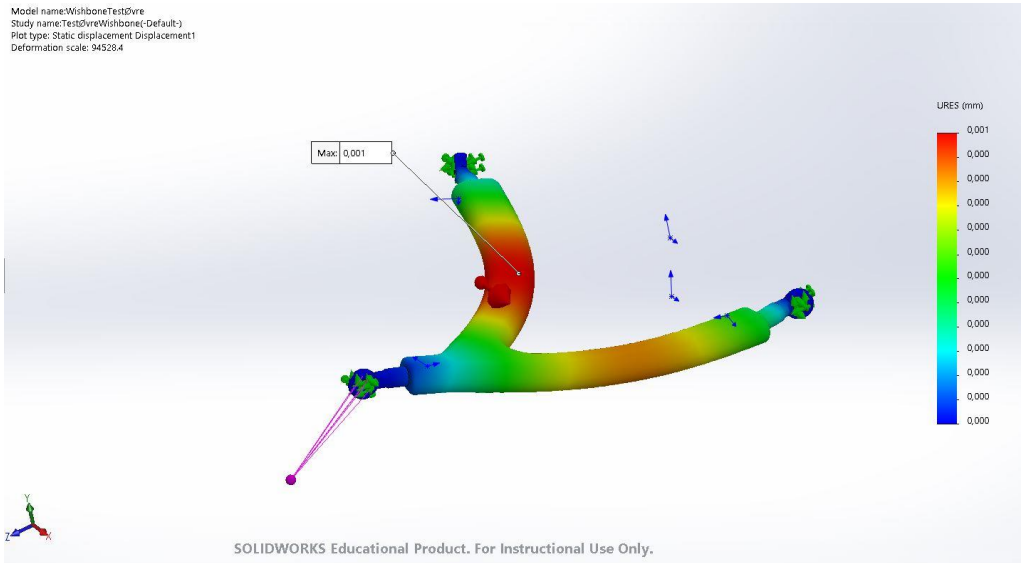 Model name:WishboneTestØvre
Study name:TestØvreWishbone(-Default-)
Plot type: Static displacement Displacement1
Deformation scale: 94528.4
URES (mm)
0,001
0,000
0,000
0,000
0,000
0,000
0,000
0,000
0,000
0,000
0,000
0,000
0,000
Max: 0,001
Y
Z
X
SOLIDWORKS Educational Product. For Instructional Use Only.